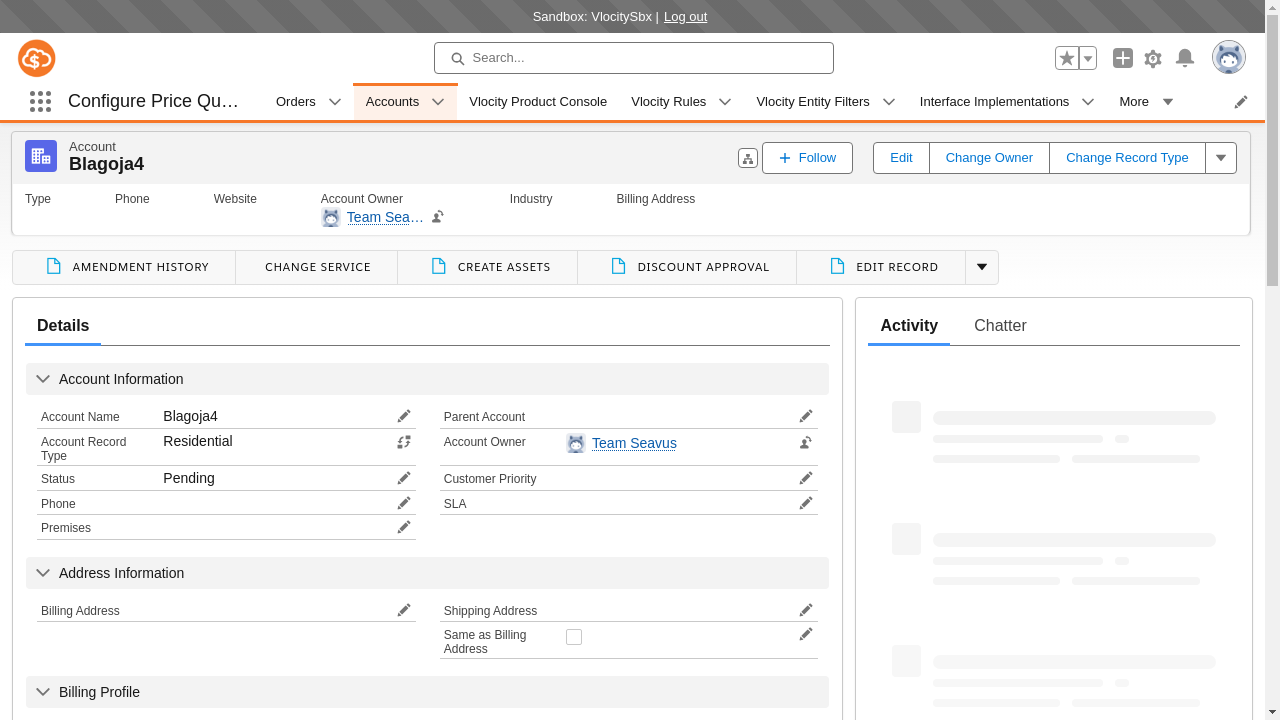 Sandbox: VlocitySbx | Log out
Search...
Configure Price Qu...
Orders
Accounts
Vlocity Product Console
Vlocity Rules
Vlocity Entity Filters
Interface Implementations
More
Account
Blagoja4
Follow
Edit
Change Owner
Change Record Type
Type
Phone
Website
Account Owner
Industry
Billing Address
Team Sea...
AMENDMENT HISTORY
CHANGE SERVICE
CREATE ASSETS
DISCOUNT APPROVAL
EDIT RECORD
Details
Activity
Chatter
Account Information
Account Name
Blagoja4
Parent Account
Account Record
Type
Residential
Account Owner
Team Seavus
Status
Pending
Customer Priority
Phone
SLA
Premises
Address Information
Billing Address
Shipping Address
Same as Billing
Address
Billing Profile